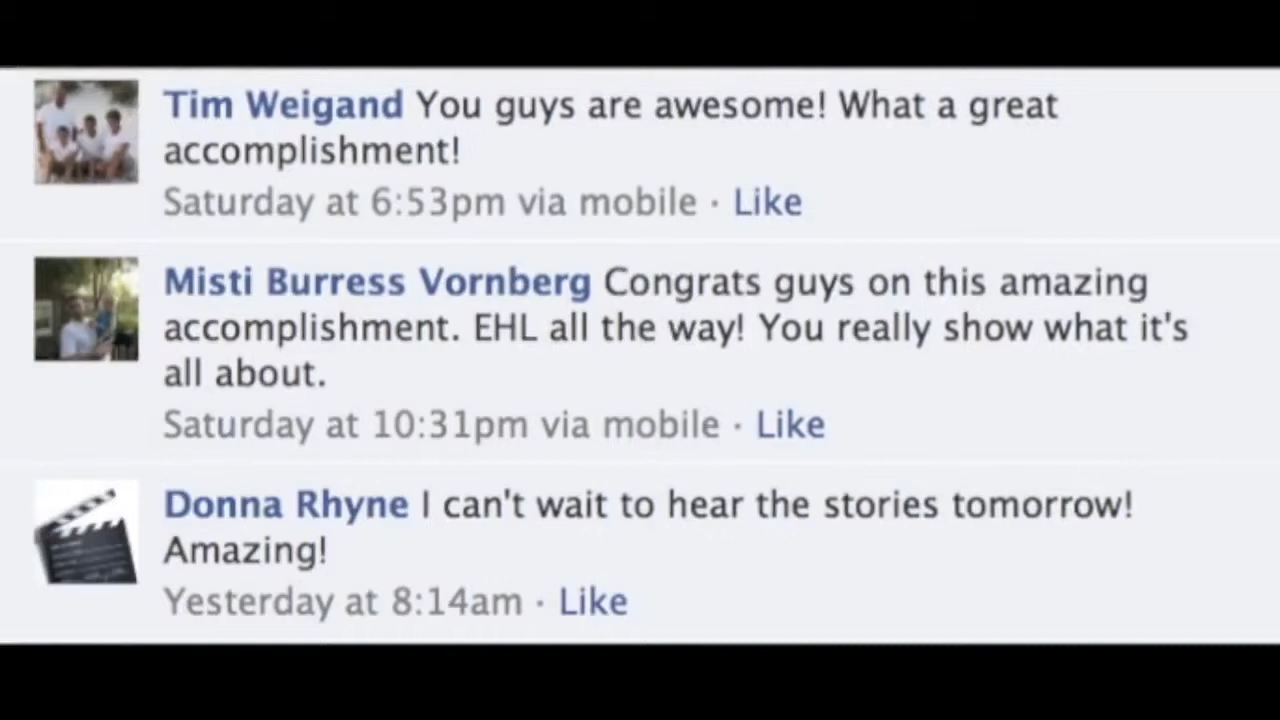 Tim Weigand You guys are awesome! What a great
accomplishment!
Saturday at 6:53pm via mobile · Like
Misti Burress Vornberg Congrats guys on this amazing
accomplishment. EHL all the way! You really show what it's
all about.
Saturday at 10:31pm via mobile · Like
Donna Rhyne I can't wait to hear the stories tomorrow!
Amazing!
Yesterday at 8:14am · Like